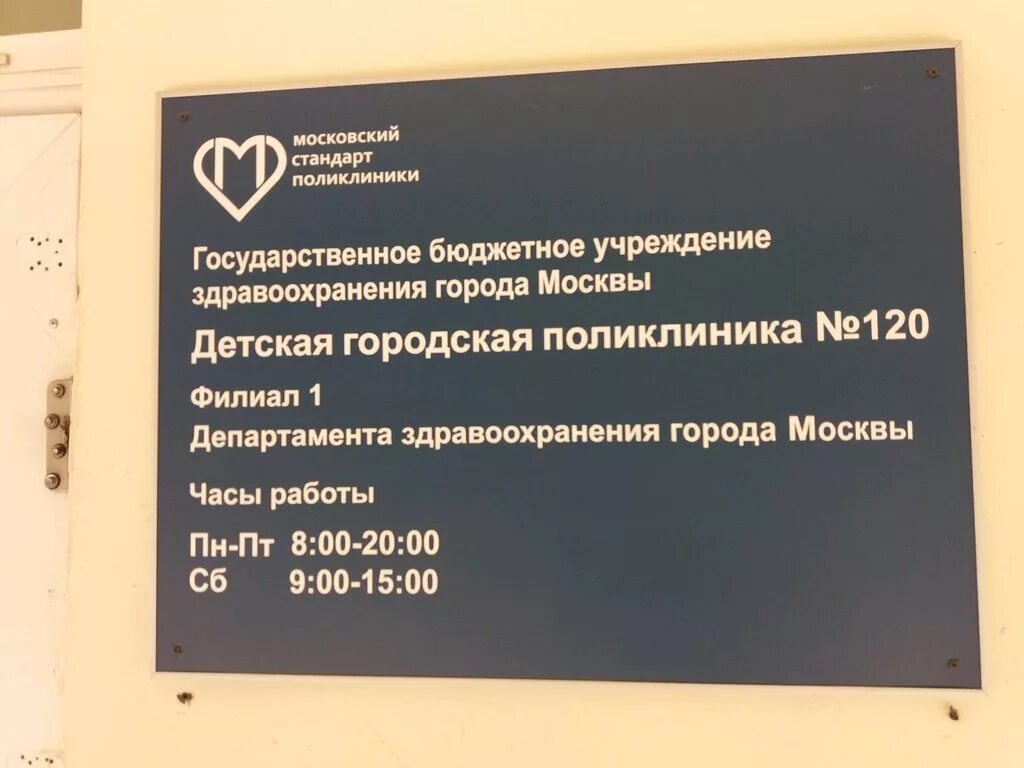 московский
стандарт
поликлиники
Государственное бюджетное учреждение
здравоохранения города Москвы
Детская городская поликлиника №120
Филиал 1
Департамента здравоохранения города Москвы
Часы работы
Пн-Пт 8:00-20:00
Сб 9:00-15:00